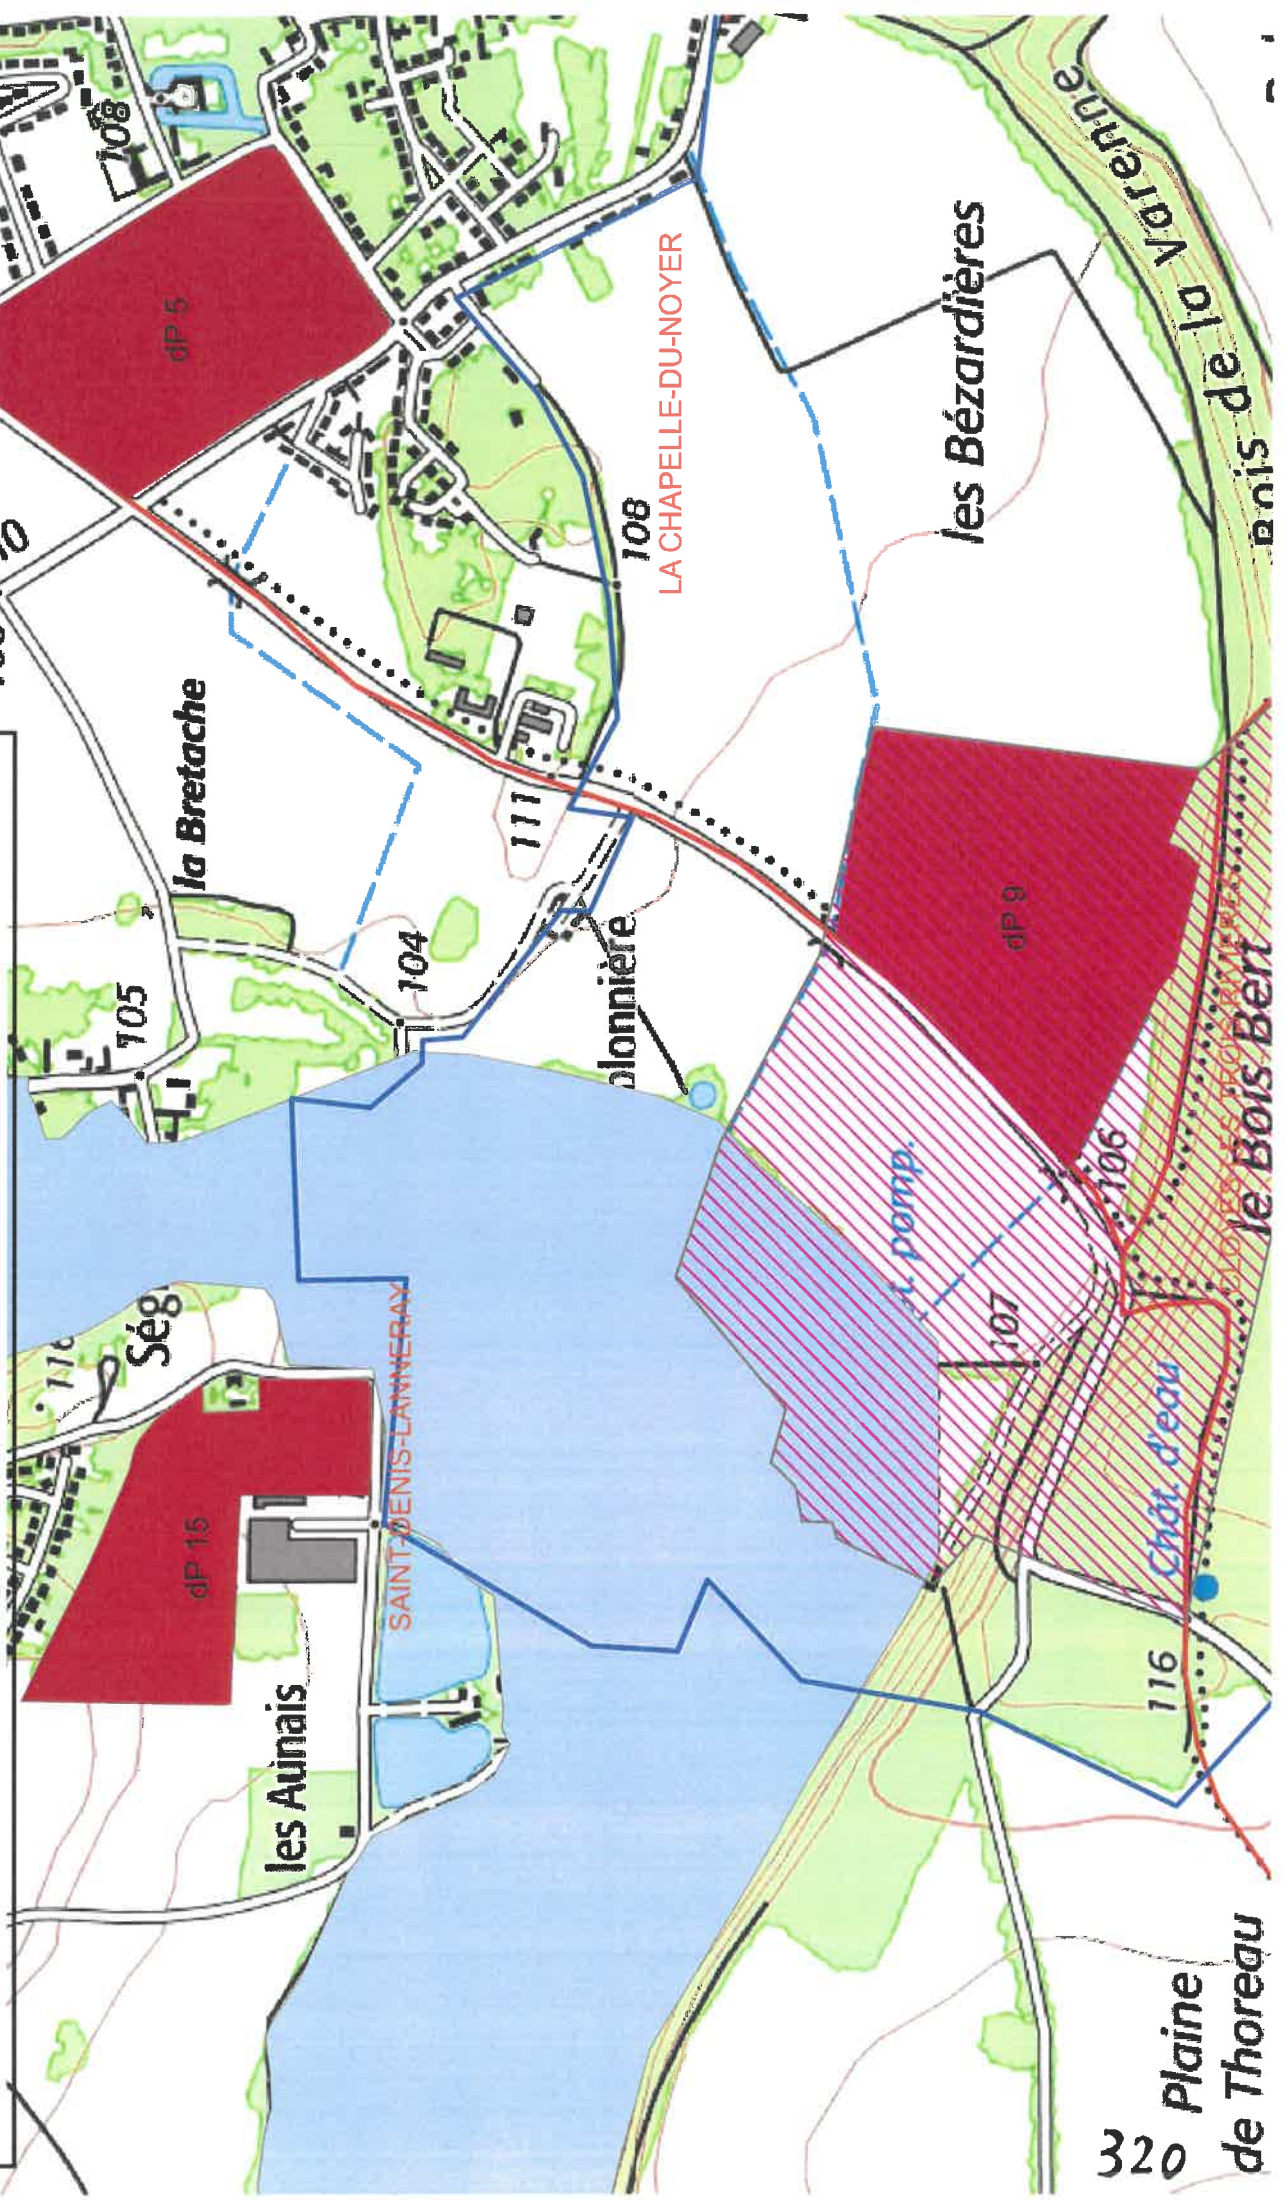 108
dP 5
LA CHAPELLE-DU-NOYER
les Bézardières
Bois de la Varenne
la Bretache
108
111
104
105
dP 9
106
le Bois Bert
107
Ség
116
dP 15
SAINT-DENIS-LANNERAY
les Aunais
Chât. d'eau
116
320
Plaine
de Thoreau